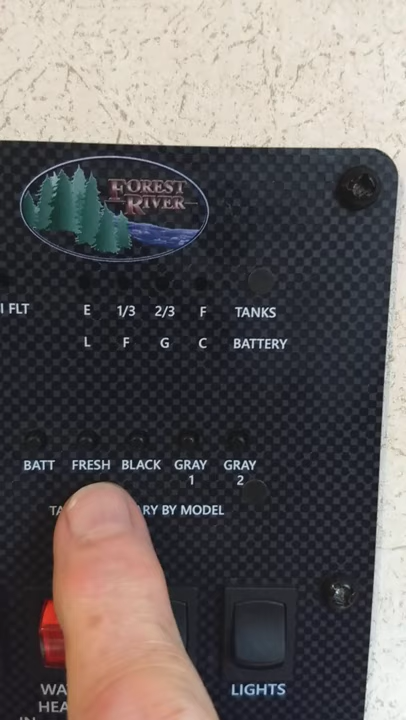 FOREST
RIVER
FLT
E 1/3 2/3 F TANKS
L F G C BATTERY
BATT FRESH BLACK GRAY 1 GRAY 2
BY MODEL
LIGHTS